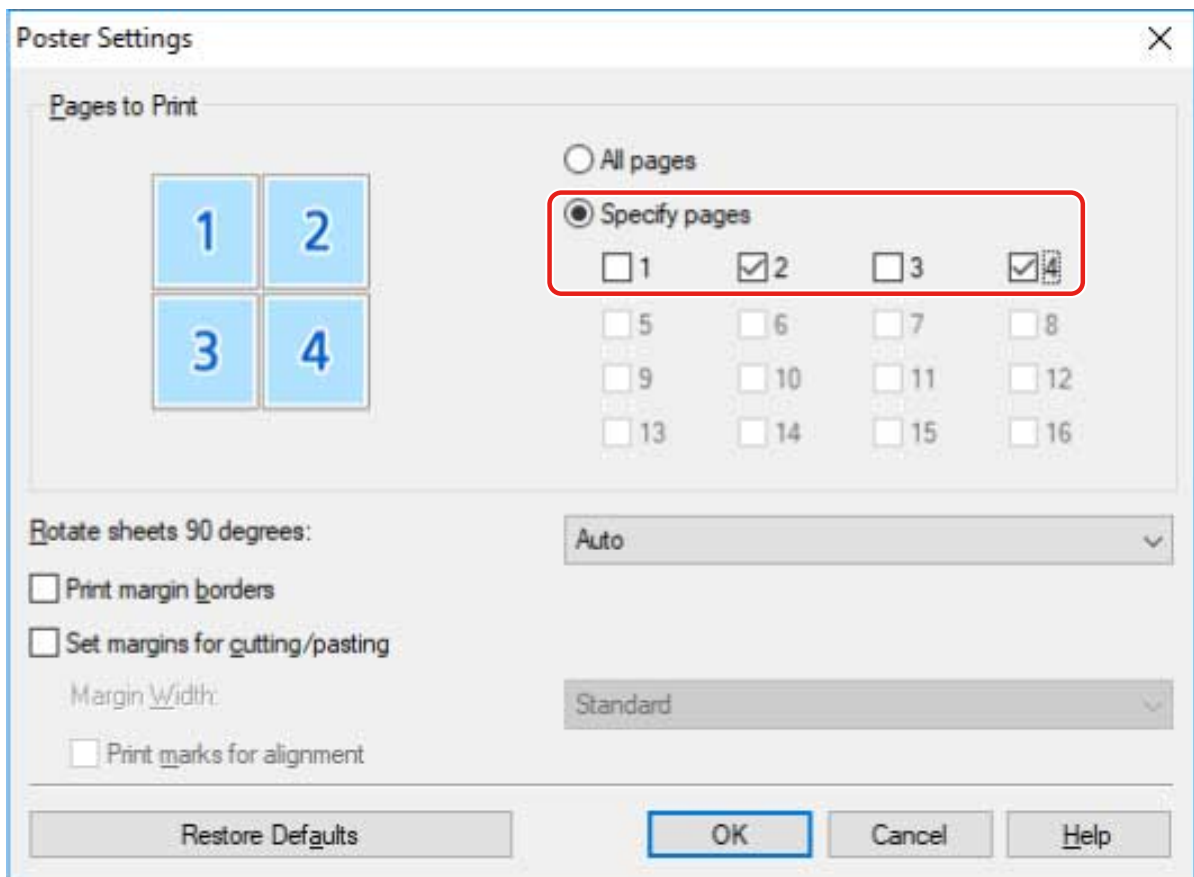 Poster Settings
Pages to Print
1 2
3 4
All pages
Specify pages
1 2 3 4
5 6 7 8
9 10 11 12
13 14 15 16
Rotate sheets 90 degrees: Auto
Print margin borders
Set margins for cutting/pasting
Margin Width: Standard
Print marks for alignment
Restore Defaults OK Cancel Help